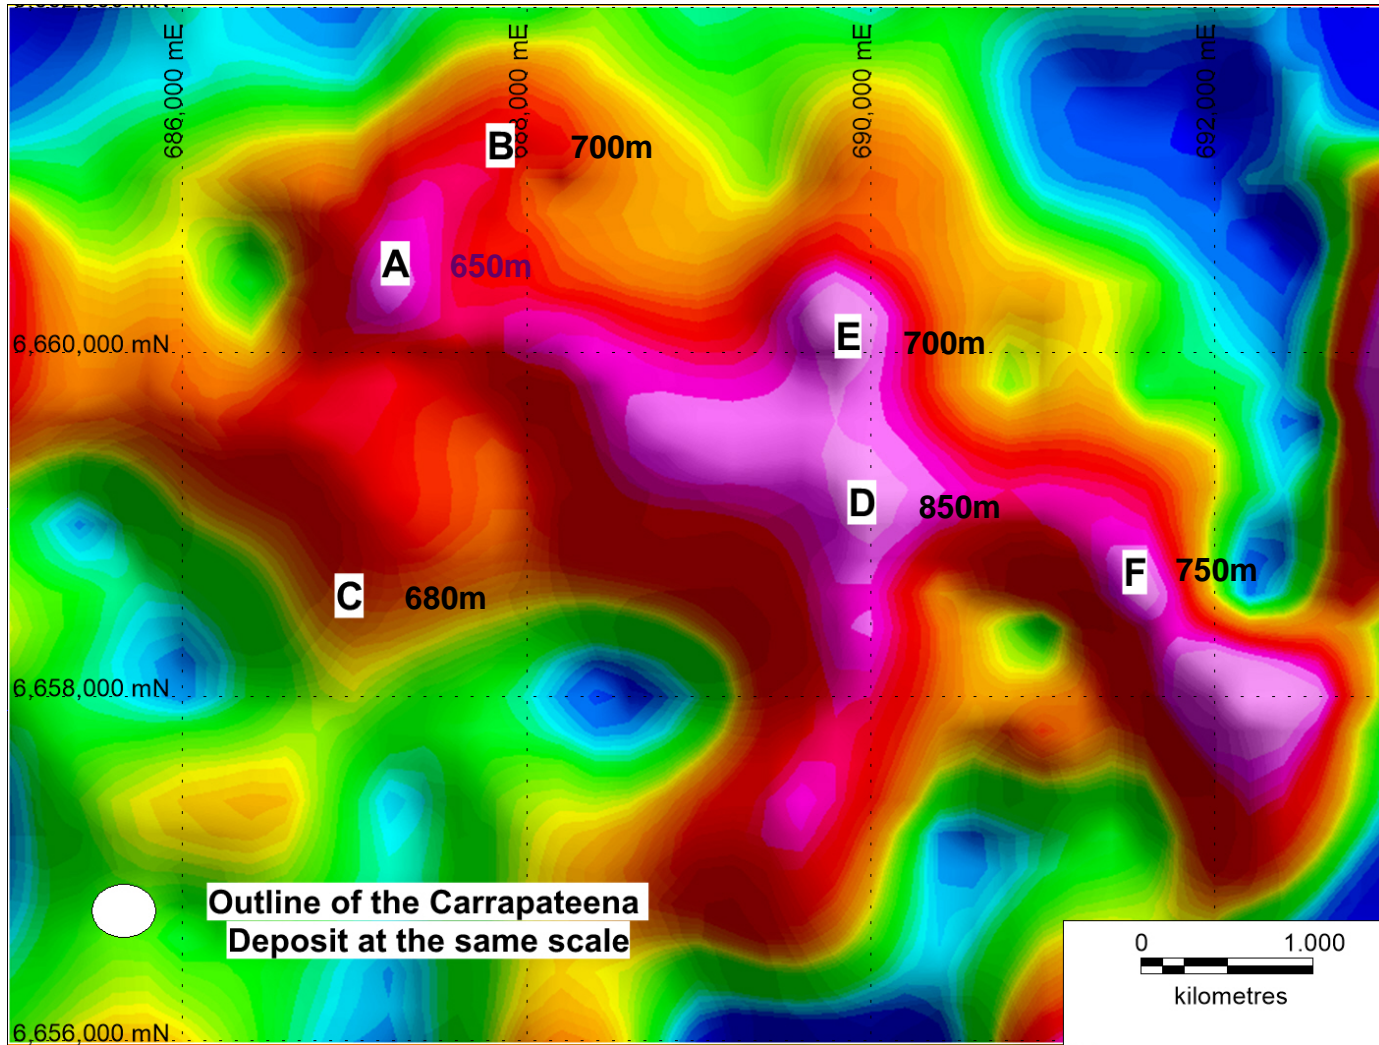 686,000 mE
688,000 mE
690,000 mE
692,000 mE
B 700m
A 650m
6,660,000 mN
E 700m
D 850m
F 750m
C 680m
6,658,000 mN
Outline of the Carrapateena
Deposit at the same scale
0 1.000
kilometres
6,656,000 mN